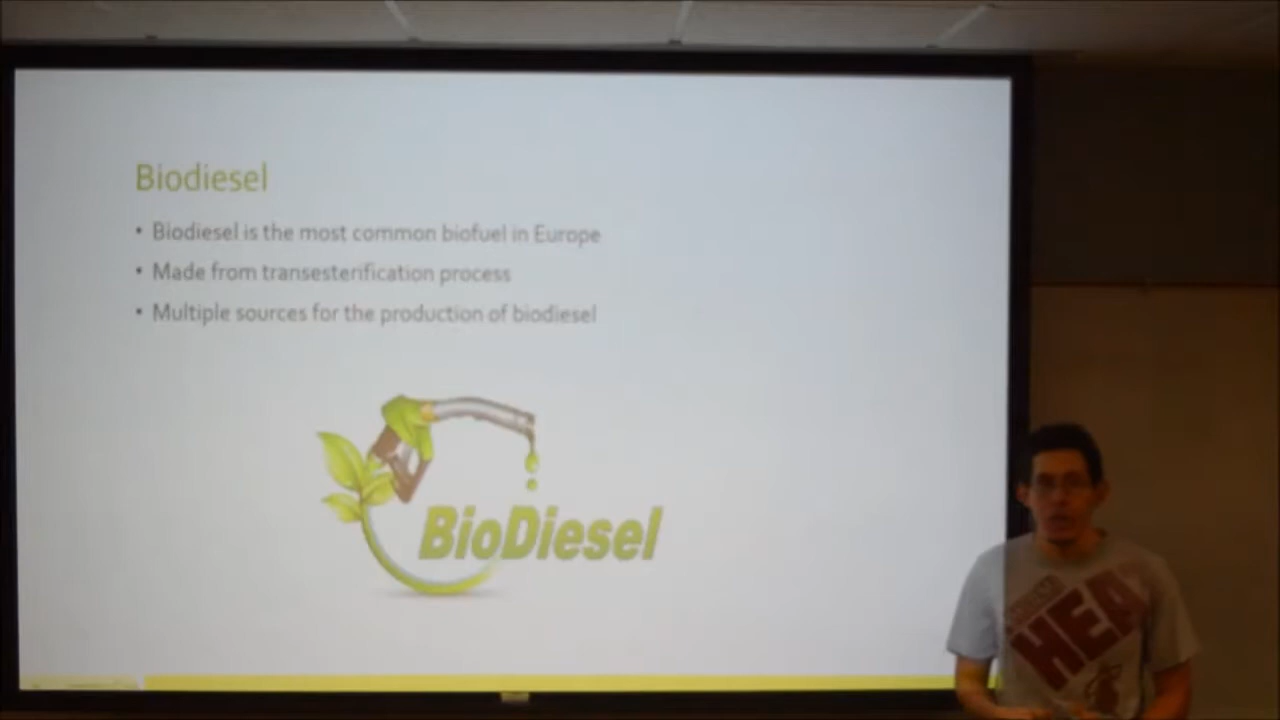 Biodiesel
• Biodiesel is the most common biofuel in Europe
• Made from transesterification process
• Multiple sources for the production of biodiesel
BioDiesel
HEA